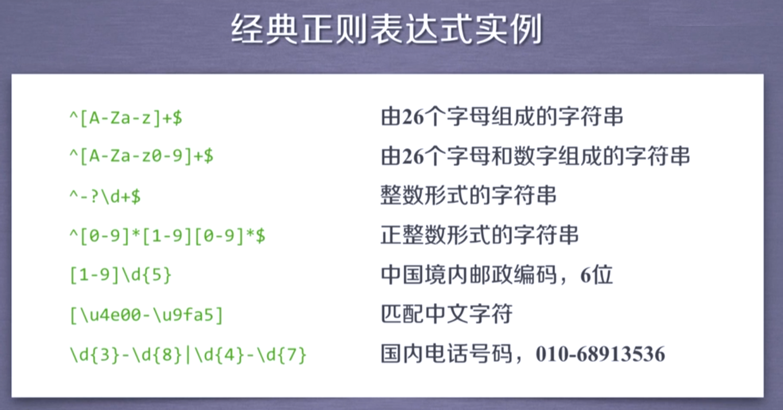 经典正则表达式实例
^[A-Za-z]+$ 由26个字母组成的字符串
^[A-Za-z0-9]+$ 由26个字母和数字组成的字符串
^-?\d+$ 整数形式的字符串
^[0-9]*[1-9][0-9]*$ 正整数形式的字符串
[1-9]\d{5} 中国境内邮政编码，6位
[\u4e00-\u9fa5] 匹配中文字符
\d{3}-\d{8}|\d{4}-\d{7} 国内电话号码，010-68913536